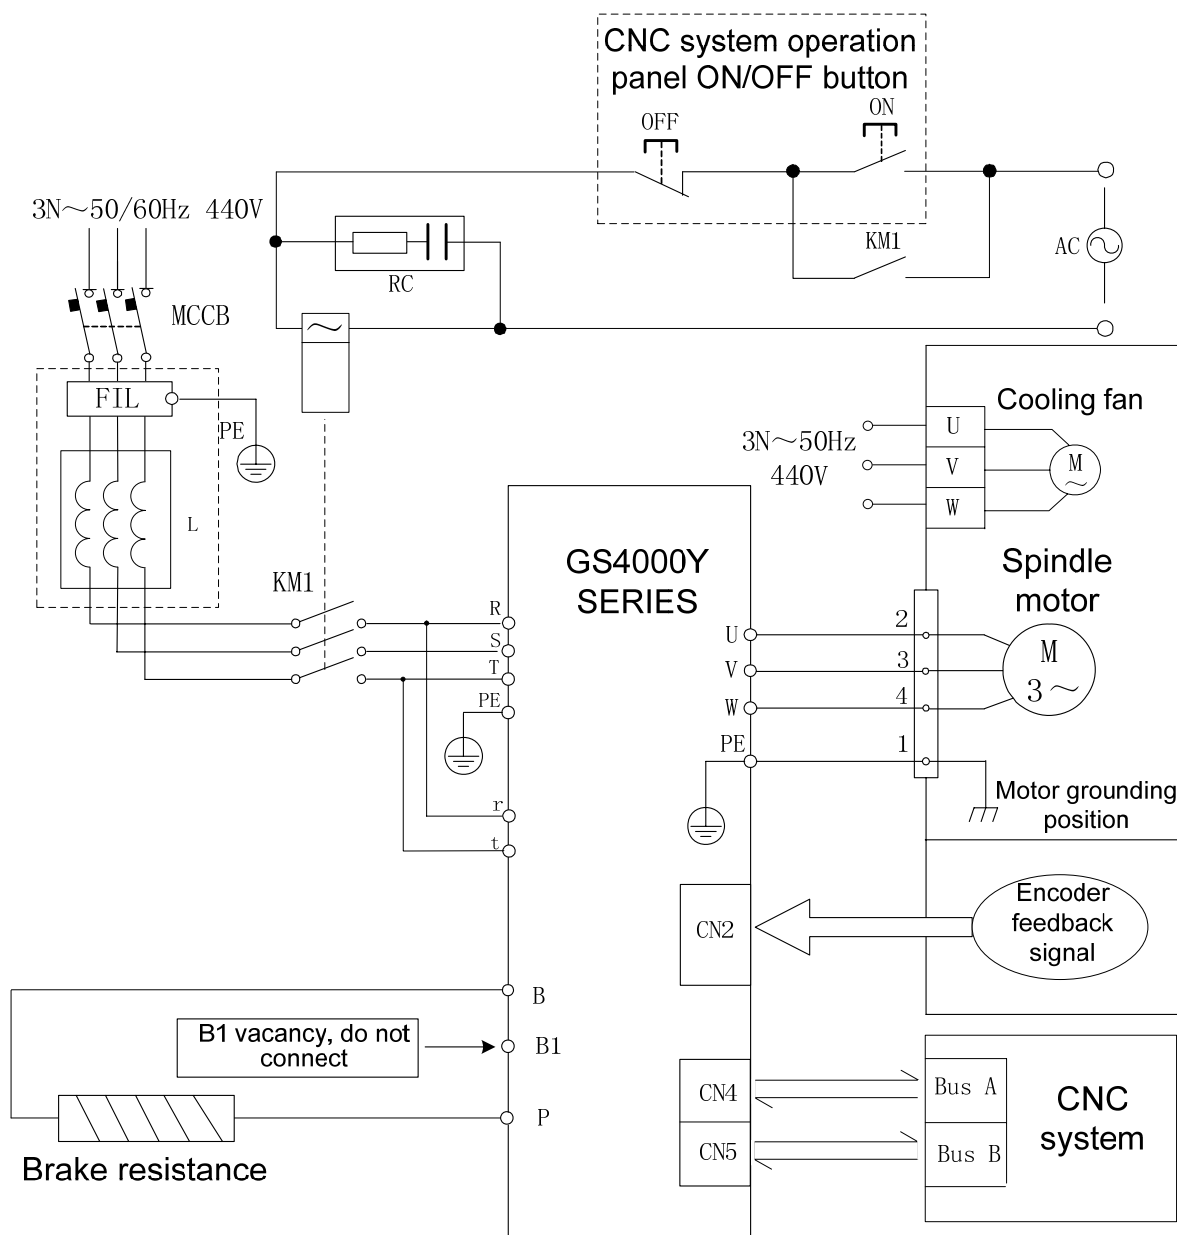 CNC system operation
panel ON/OFF button
OFF
ON
3N～50/60Hz 440V
KM1
AC
RC
MCCB
FIL
PE
Cooling fan
3N～50Hz
440V
U
V
W
M
～
L
KM1
GS4000Y
SERIES
Spindle
motor
R
S
T
PE
U
V
W
PE
2
3
4
1
M
3～
Motor grounding
position
r
t
CN2
Encoder
feedback
signal
B
B1 vacancy, do not
connect
B1
P
Brake resistance
CN4
CN5
Bus A
Bus B
CNC
system